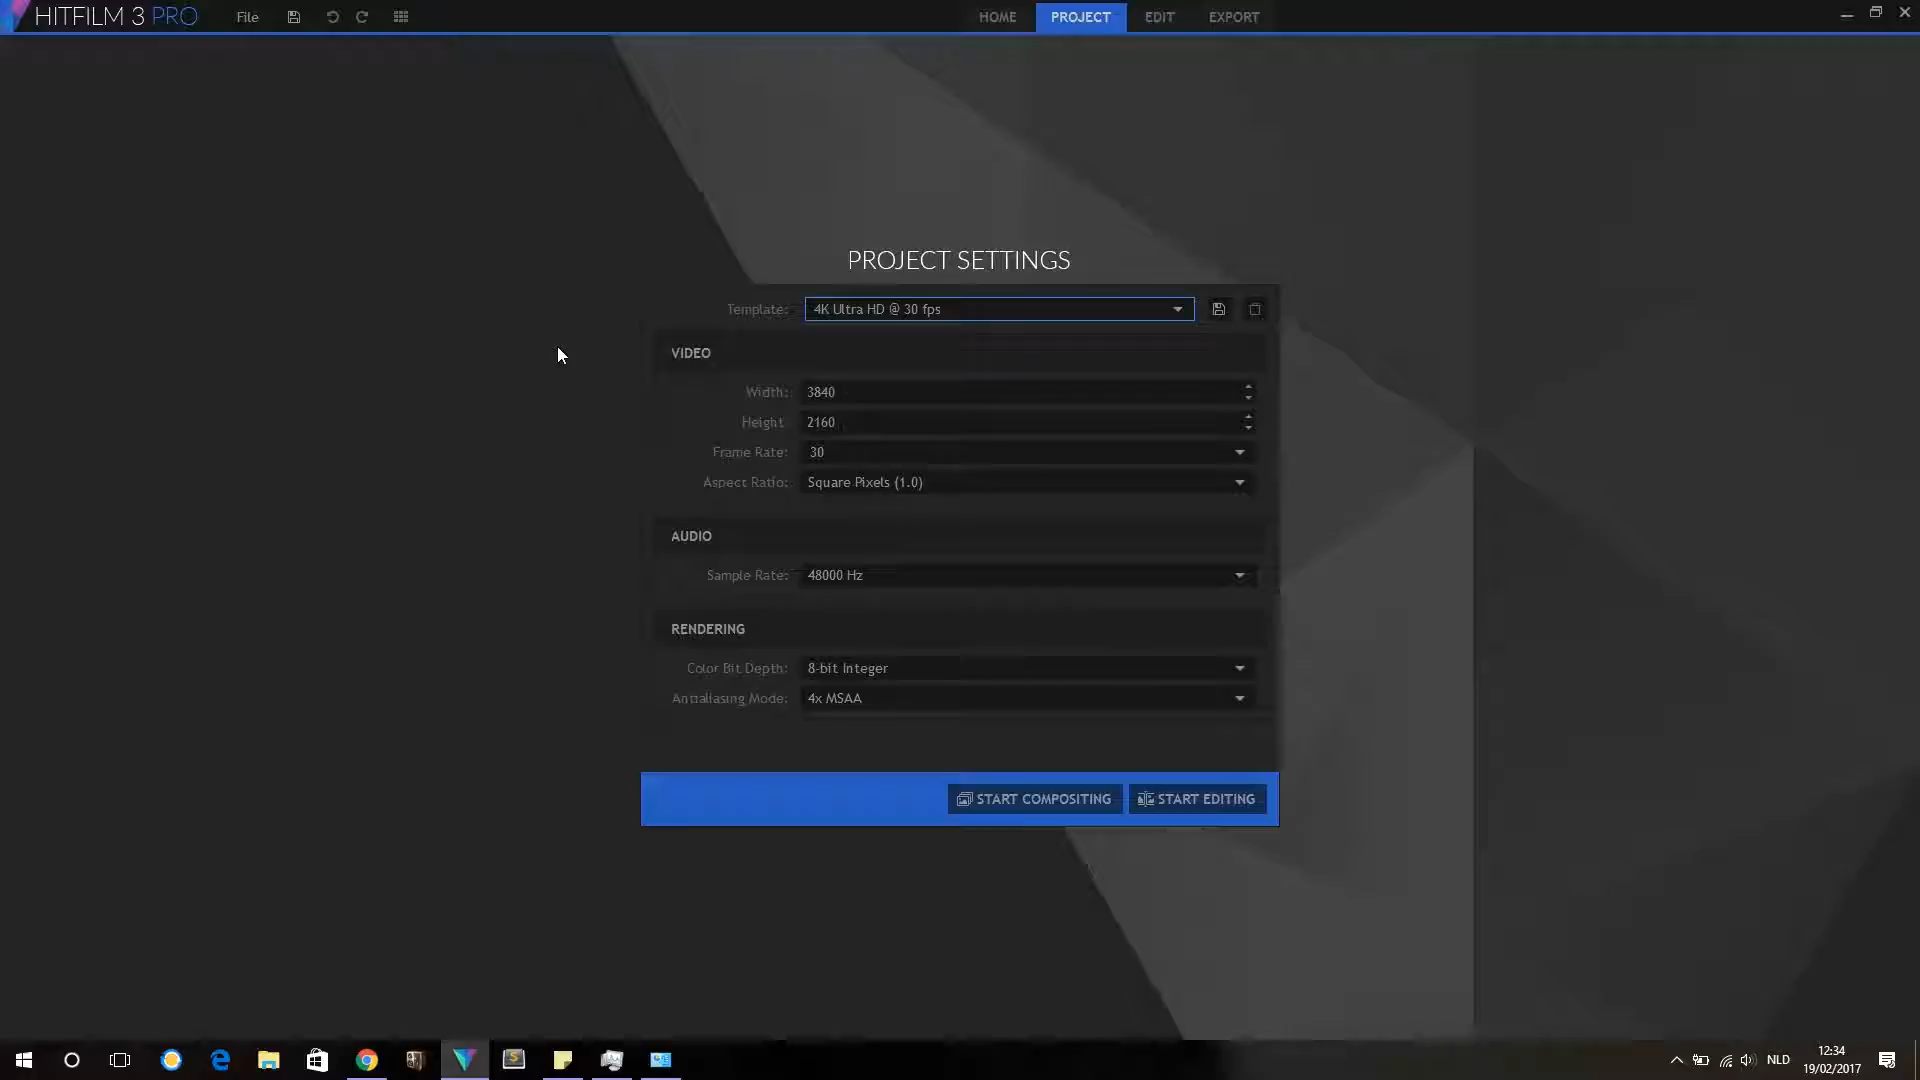 HITFILM 3 PRO
File
HOME
PROJECT
EDIT
EXPORT
PROJECT SETTINGS
Template: 4K Ultra HD @ 30 fps
VIDEO
Width: 3840
Height: 2160
Frame Rate: 30
Aspect Ratio: Square Pixels (1.0)
AUDIO
Sample Rate: 48000 Hz
RENDERING
Color Bit Depth: 8-bit Integer
Antialiasing Mode: 4x MSAA
START COMPOSITING
START EDITING
NLD
12:34
19/02/2017